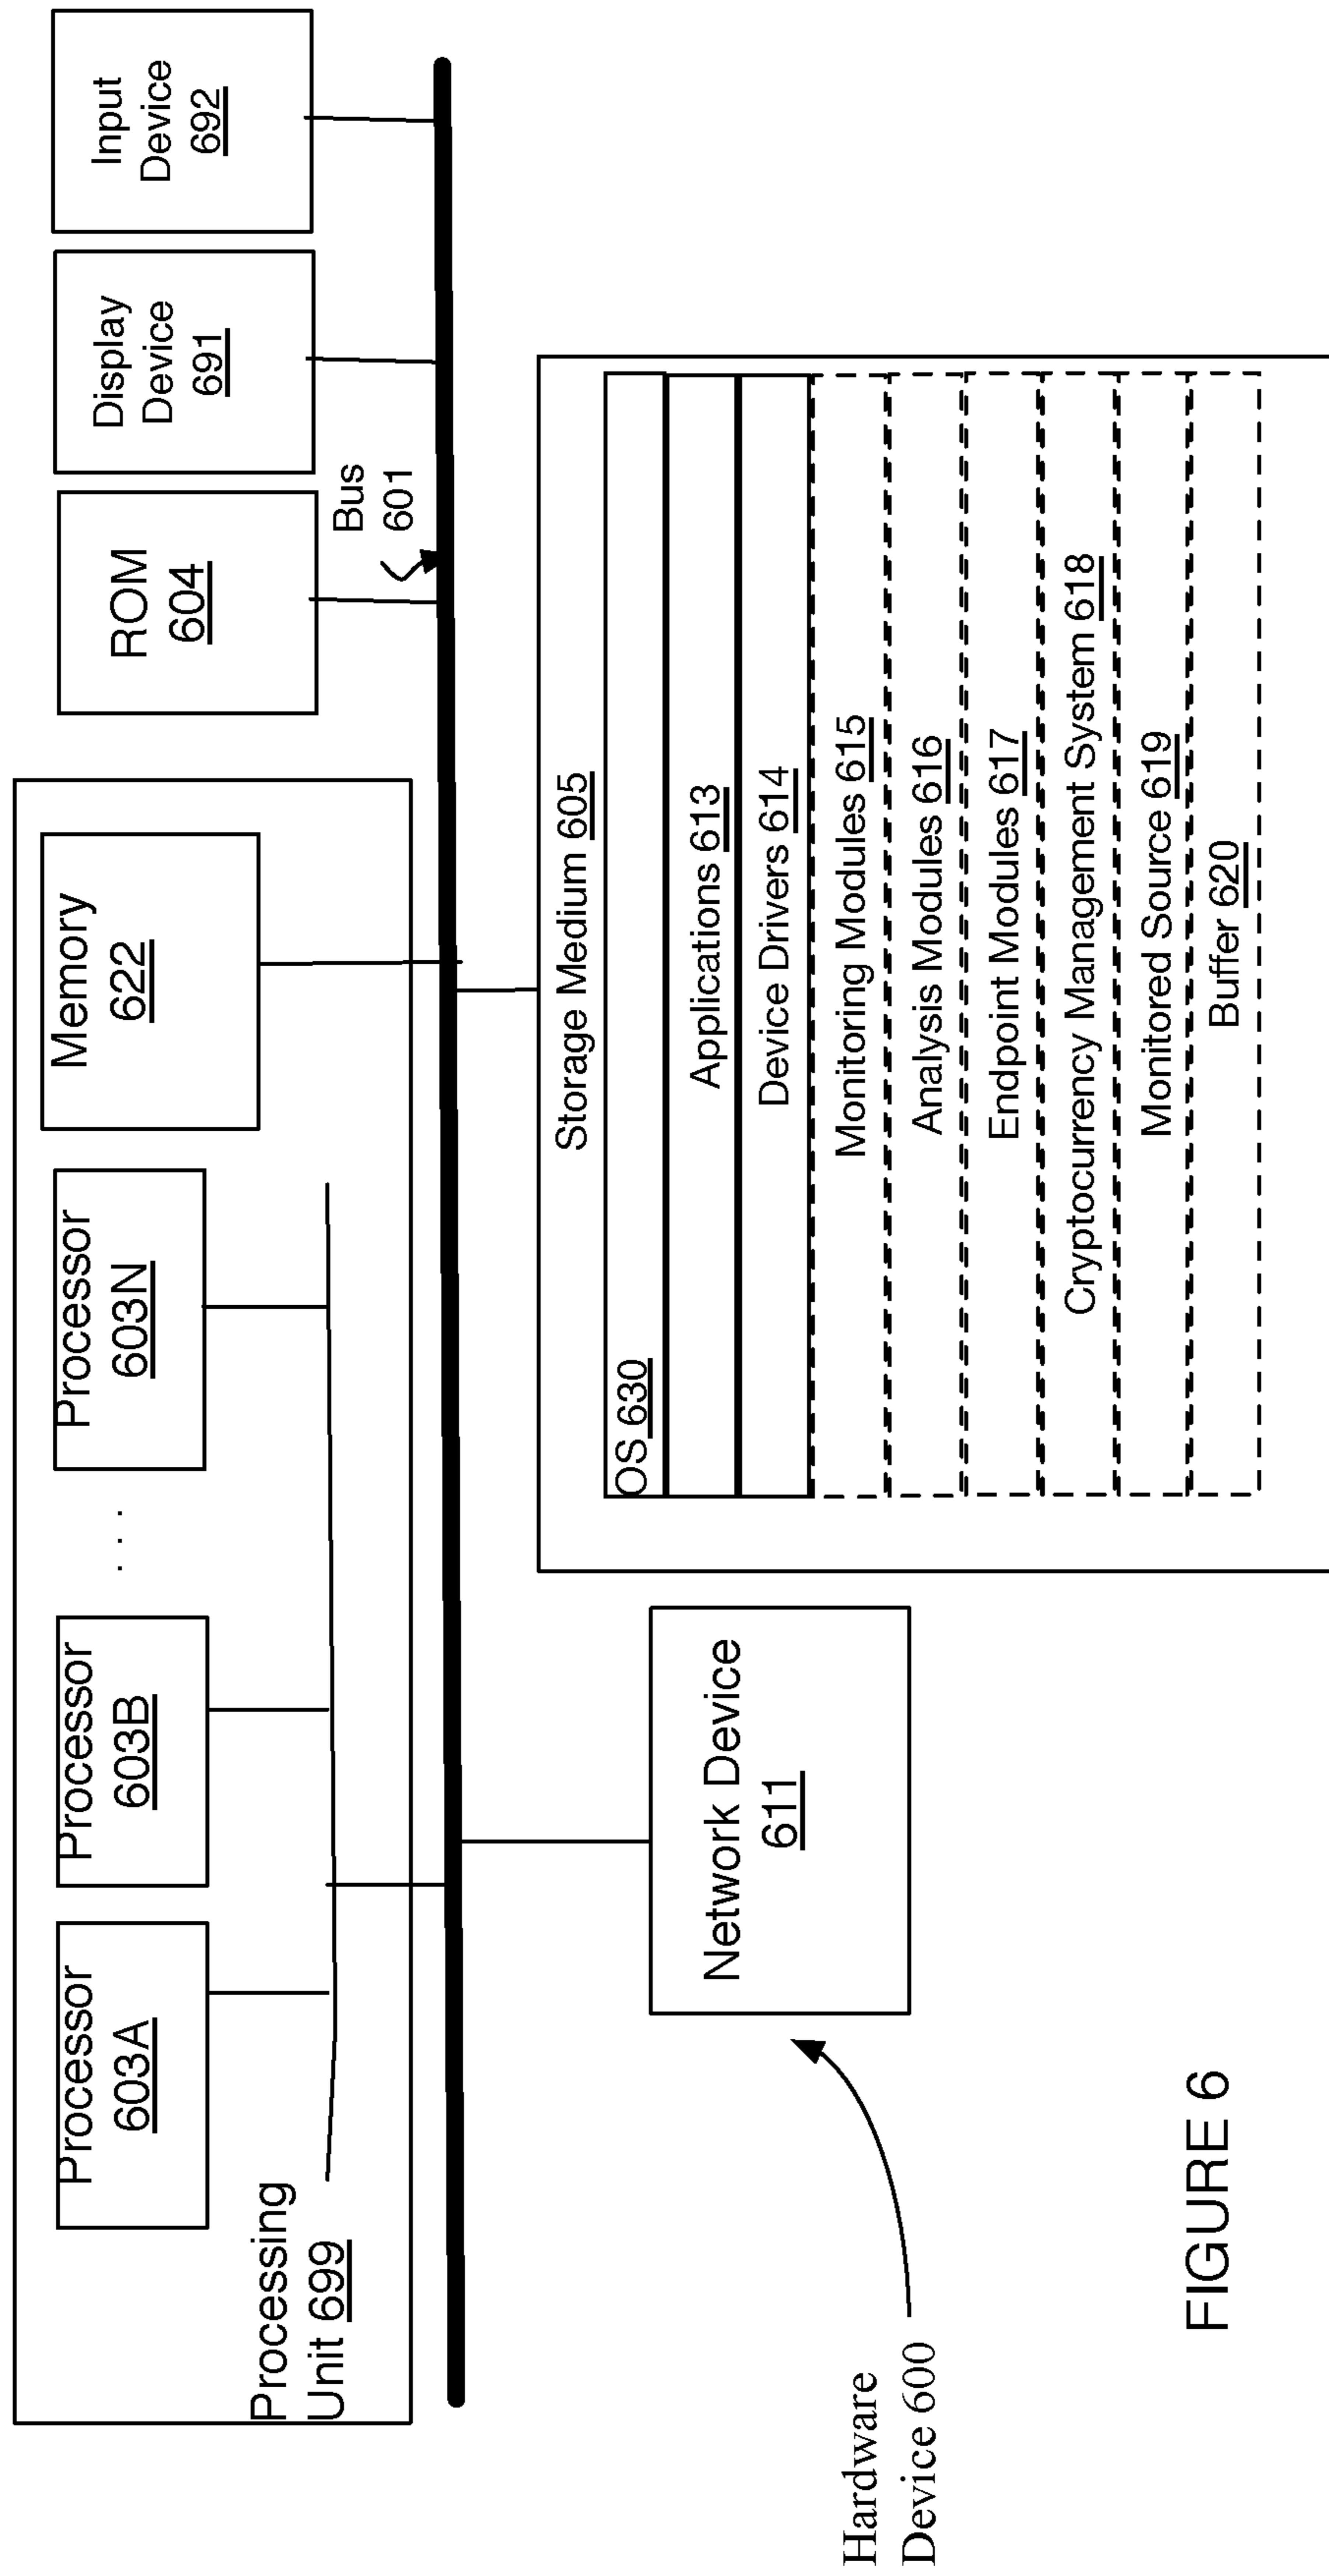 Processor
603A
Processor
603B
. . .
Processor
603N
Memory
622
Processing
Unit 699
ROM
604
Display
Device
691
Input
Device
692
Bus
601
Network Device
611
Hardware
Device 600
Storage Medium 605
OS 630
Applications 613
Device Drivers 614
Monitoring Modules 615
Analysis Modules 616
Endpoint Modules 617
Cryptocurrency Management System 618
Monitored Source 619
Buffer 620
FIGURE 6